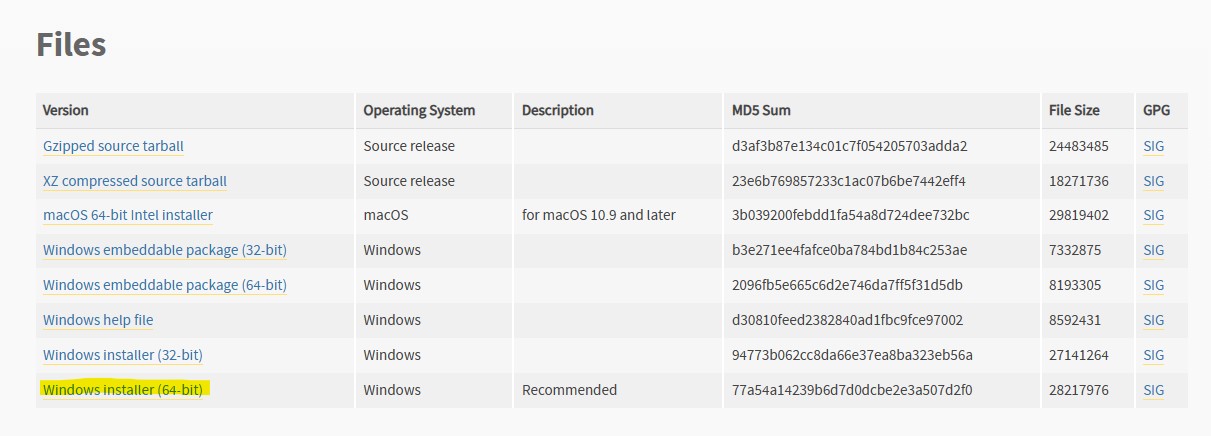 Files
Version Operating System Description MD5 Sum File Size GPG
Gzipped source tarball Source release d3af3b87e134c01c7f054205703adda2 24483485 SIG
XZ compressed source tarball Source release 23e6b769857233c1ac07b6be7442eff4 18271736 SIG
macOS 64-bit Intel installer macOS for macOS 10.9 and later 3b039200febdd1fa54a8d724dee732bc 29819402 SIG
Windows embeddable package (32-bit) Windows b3e271ee4fafce0ba784bd1b84c253ae 7332875 SIG
Windows embeddable package (64-bit) Windows 2096fb5e665c6d2e746da7ff5f31d5db 8193305 SIG
Windows help file Windows d30810feed2382840ad1fbc9fce97002 8592431 SIG
Windows installer (32-bit) Windows 94773b062cc8da66e37ea8ba323eb56a 27141264 SIG
Windows installer (64-bit) Windows Recommended 77a54a14239b6d7d0dcbe2e3a507d2f0 28217976 SIG